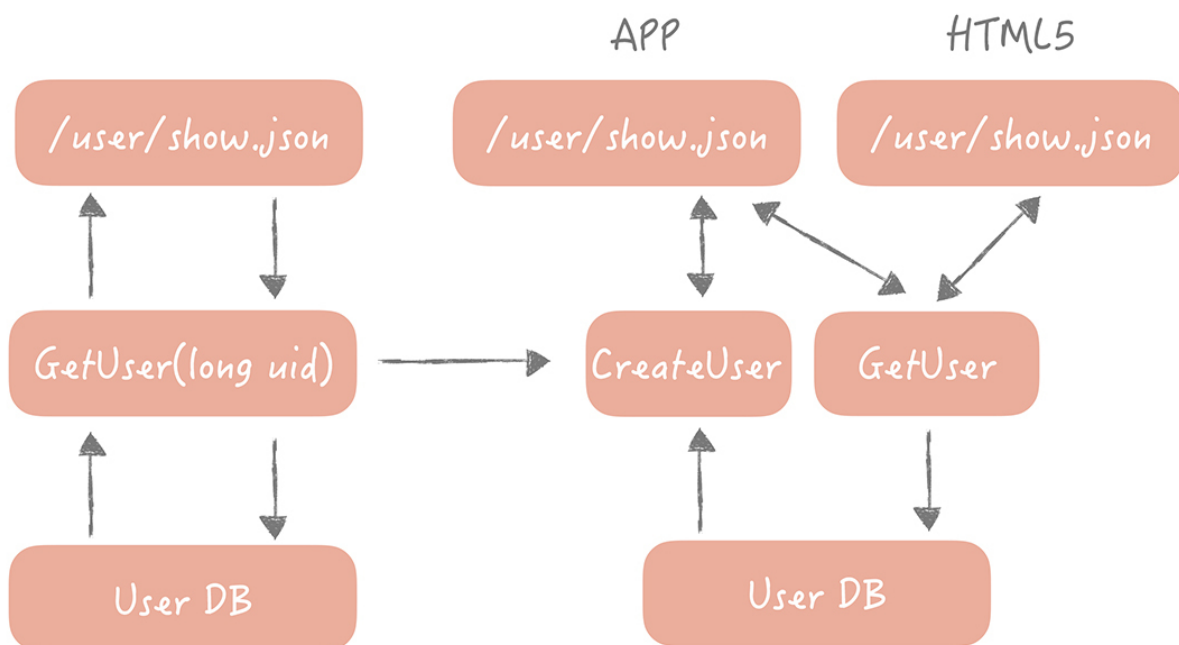 APP
HTML5
/user/show.json
/user/show.json
/user/show.json
GetUser(long uid)
CreateUser
GetUser
User DB
User DB